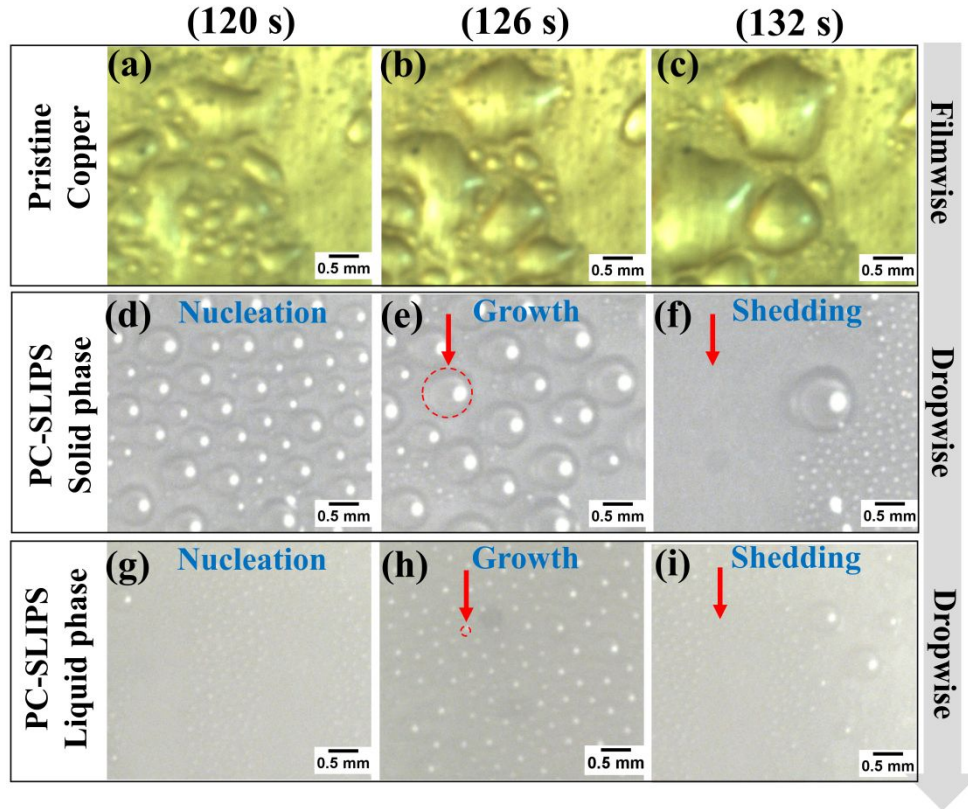 (120 s) (126 s) (132 s)
Pristine
Copper
(a) (b) (c)
0.5 mm 0.5 mm 0.5 mm
Filmwise
PC-SLIPS
Solid phase
(d) Nucleation (e) Growth (f) Shedding
0.5 mm 0.5 mm 0.5 mm
Dropwise
PC-SLIPS
Liquid phase
(g) Nucleation (h) Growth (i) Shedding
0.5 mm 0.5 mm 0.5 mm
Dropwise